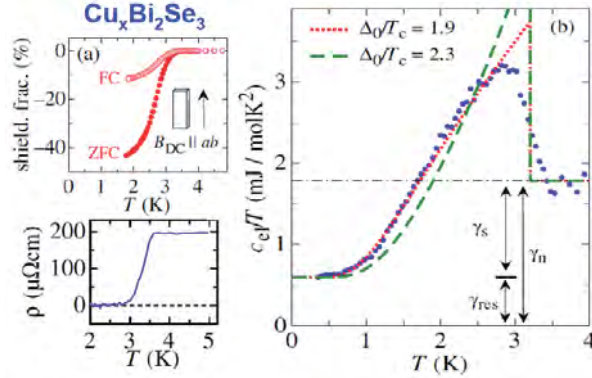 CuxBi2Se3
(a)
shield. frac. (%)
0
−20
−40
FC
ZFC
BDC || ab
0 1 2 3 4
T (K)
ρ (μΩcm)
200
100
0
2 3 4 5
T (K)
(b)
Δ0/Tc = 1.9
Δ0/Tc = 2.3
cel/T (mJ / molK2)
3
2
1
0
γs
γn
γres
0 1 2 3 4
T (K)